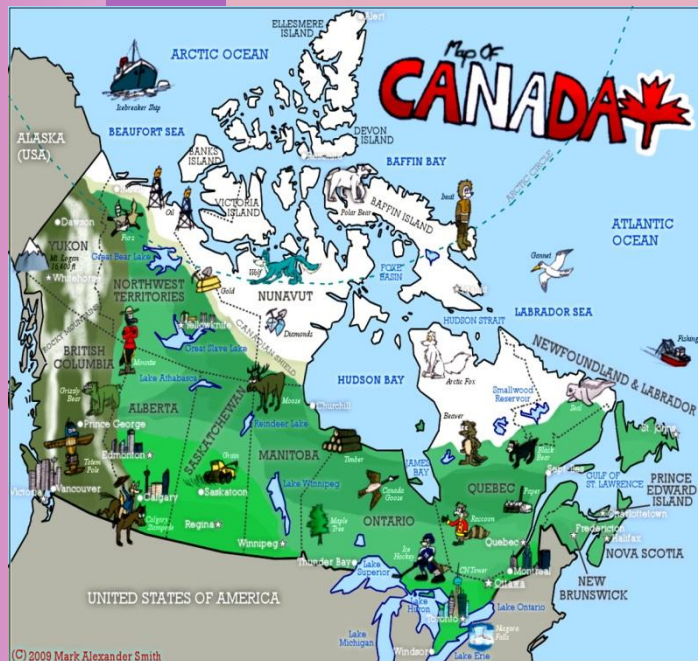 Alert
ELLESMERE
ISLAND
ARCTIC OCEAN
Map OF
CANADA
Icebreaker Ship
BEAUFORT SEA
DEVON
ISLAND
ALASKA
(USA)
BANKS
ISLAND
BAFFIN BAY
ARCTIC CIRCLE
VICTORIA
ISLAND
Oil
Polar Bear
BAFFIN ISLAND
Inuit
ATLANTIC
OCEAN
Dawson
Fox
YUKON
Mt. Logan
Whitehorse
Great Bear Lake
Wolf
FOXE
BASIN
Gannet
NORTHWEST
TERRITORIES
Gold
NUNAVUT
LABRADOR SEA
ROCKY MOUNTAINS
Yellowknife
Diamonds
CANADIAN SHIELD
HUDSON STRAIT
Fishing
BRITISH
COLUMBIA
Mountie
Great Slave Lake
NEWFOUNDLAND & LABRADOR
Lake Athabasca
HUDSON BAY
Arctic Fox
Smallwood
Reservoir
Seal
Grizzly
Bear
ALBERTA
SASKATCHEWAN
Moose
Churchill
Reindeer Lake
Beaver
St Johns
Prince George
Totem
Pole
Edmonton
Grain
MANITOBA
Timber
JAMES
BAY
Black
Bear
GULF OF
ST. LAWRENCE
PRINCE
EDWARD
ISLAND
Victoria
Vancouver
Calgary
Saskatoon
Lake Winnipeg
Canada
Goose
QUEBEC
Paper
Charlottetown
Calgary
Stampede
Regina
Winnipeg
Maple
Tree
ONTARIO
Raccoon
Quebec
Fredericton
Halifax
NOVA SCOTIA
Thunder Bay
Ice
Hockey
CN Tower
Montreal
Ottawa
NEW
BRUNSWICK
Lake
Superior
UNITED STATES OF AMERICA
Lake
Huron
Toronto
Lake Ontario
Lake
Michigan
Niagara
Falls
Windsor
Lake Erie
(C) 2009 Mark Alexander Smith